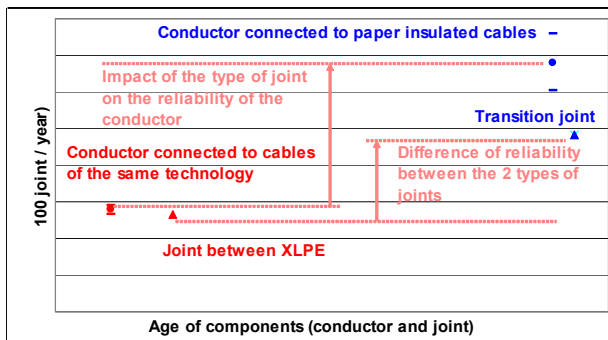 Conductor connected to paper insulated cables
Impact of the type of joint
on the reliability of the
conductor
Transition joint
Conductor connected to cables
of the same technology
Difference of reliability
between the 2 types of
joints
Joint between XLPE
100 joint / year)
Age of components (conductor and joint)